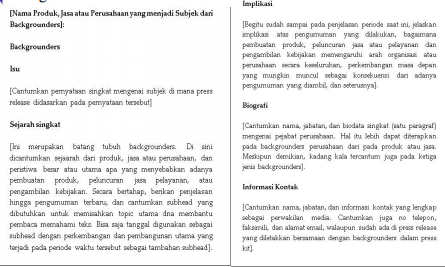 [Nama Produk, Jasa atau Perusahaan yang menjadi Subjek dari
Backgrounders]:
Backgrounders
Isu
[Cantumkan pernyataan singkat mengenai subjek di mana press
release didasarkan pada pernyataan tersebut]
Sejarah singkat
[Ini merupakan batang tubuh backgrounders. Di sini
dicantumkan sejarah dari produk, jasa atau perusahaan, dan
peristiwa besar atau utama apa yang menyebabkan adanya
pembuatan produk, peluncuran jasa pelayanan, atau
pengambilan kebijakan. Secara bertahap, berikan penjelasan
hingga pengumuman terbaru, dan cantumkan subhead yang
dibutuhkan untuk memisahkan topic utama dna membantu
pembaca memahami teks. Bisa saja tanggal digunakan sebagai
subhead dengan perkembangan dan pembangunan utama yang
terjadi pada periode waktu tersebut sebagai tambahan subhead].
Implikasi
[Begitu sudah sampai pada penjelasan periode saat ini, jelaskan
implikasi atas pengumuman yang dilakukan, bagaimana
pembuatan produk, peluncuran jasa atau pelayanan dan
pengambilan kebijakan memengaruhi arah organisasi atau
perusahaan secara keseluruhan, perkembangan masa depan
yang mungkin muncul sebagai konsekuensi dari adanya
pengumuman yang diambil, dan seterusnya].
Biografi
[Cantumkan nama, jabatan, dan biodata singkat (satu paragraf)
mengenai pejabat perusahaan. Hal itu lebih dapat diterapkan
pada backgrounders perusahaan dari pada produk atau jasa.
Meskipun demikian, kadang kala tercantum juga pada ketiga
jenis backgrounders].
Informasi Kontak
[Cantumkan nama, jabatan, dan informasi kontak yang lengkap
sebagai perwakilan media. Cantumkan juga no telepon,
faksimili, dan alamat email, walaupun sudah ada di press release
yang diletakkan bersamaan dengan backgrounders dalam press
kit].